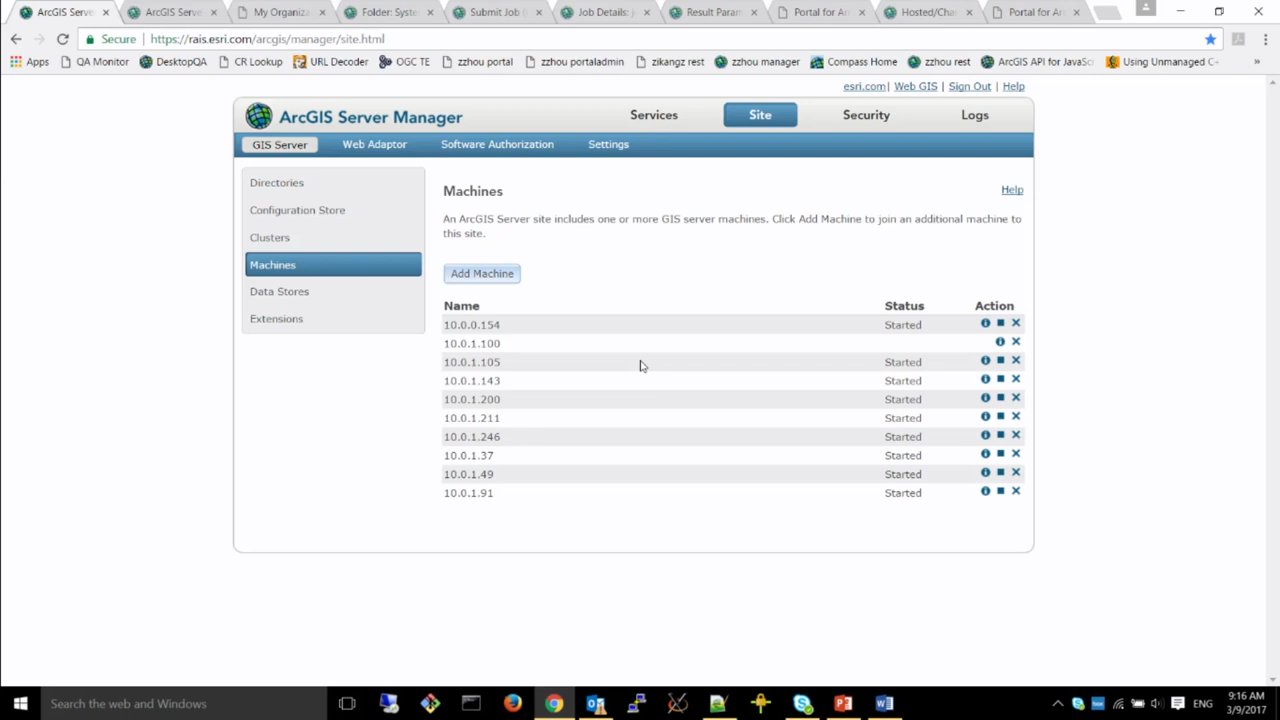 ArcGIS Serv
ArcGIS Serve
My Organiza
Folder: Syste
Submit Job
Job Details: j
Result Param
Portal for Ar
Hosted/Cha
Portal for Ar
Secure
https://rais.esri.com/arcgis/manager/site.html
Apps
QA Monitor
DesktopQA
CR Lookup
URL Decoder
OGC TE
zzhou portal
zzhou portaladmin
zikangz rest
zzhou manager
Compass Home
zzhou rest
ArcGIS API for JavaSc
Using Unmanaged C
»
esri.com| Web GIS | Sign Out | Help
ArcGIS Server Manager
Services
Site
Security
Logs
GIS Server
Web Adaptor
Software Authorization
Settings
Directories
Configuration Store
Clusters
Machines
Data Stores
Extensions
Machines
Help
An ArcGIS Server site includes one or more GIS server machines. Click Add Machine to join an additional machine to
this site.
Add Machine
Name Status Action
10.0.0.154 Started
10.0.1.100
10.0.1.105 Started
10.0.1.143 Started
10.0.1.200 Started
10.0.1.211 Started
10.0.1.246 Started
10.0.1.37 Started
10.0.1.49 Started
10.0.1.91 Started
Search the web and Windows
ENG
9:16 AM
3/9/2017